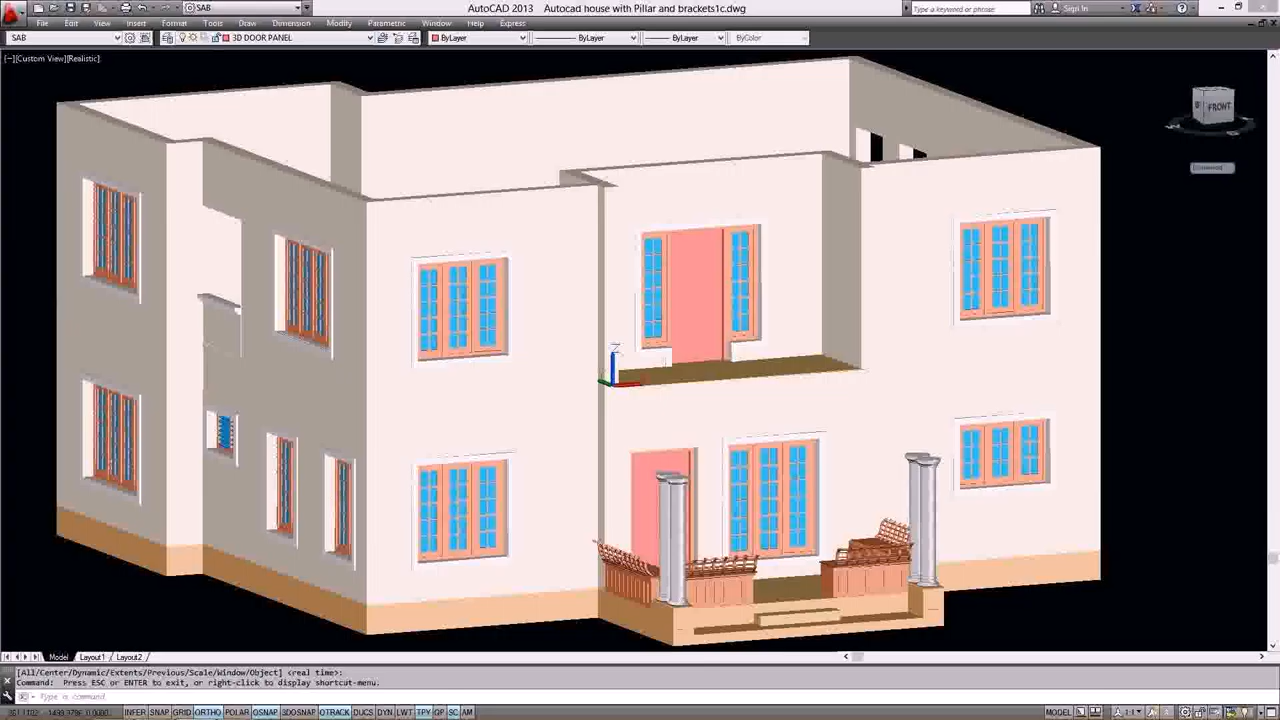 SAB
AutoCAD 2013 Autocad house with Pillar and brackets1c.dwg
Type a keyword or phrase
Sign In
File Edit View Insert Format Tools Draw Dimension Modify Parametric Window Help Express
SAB
3D DOOR PANEL
ByLayer
ByLayer
ByLayer
ByColor
[−][Custom View][Realistic]
FRONT
Z
Model Layout1 Layout2
[All/Center/Dynamic/Extents/Previous/Scale/Window/Object] <real time>:
Command: Press ESC or ENTER to exit, or right-click to display shortcut-menu.
Type a command
INFER SNAP GRID ORTHO POLAR OSNAP 3DOSNAP OTRACK DUCS DYN LWT TPY QP SC AM
MODEL
1:1